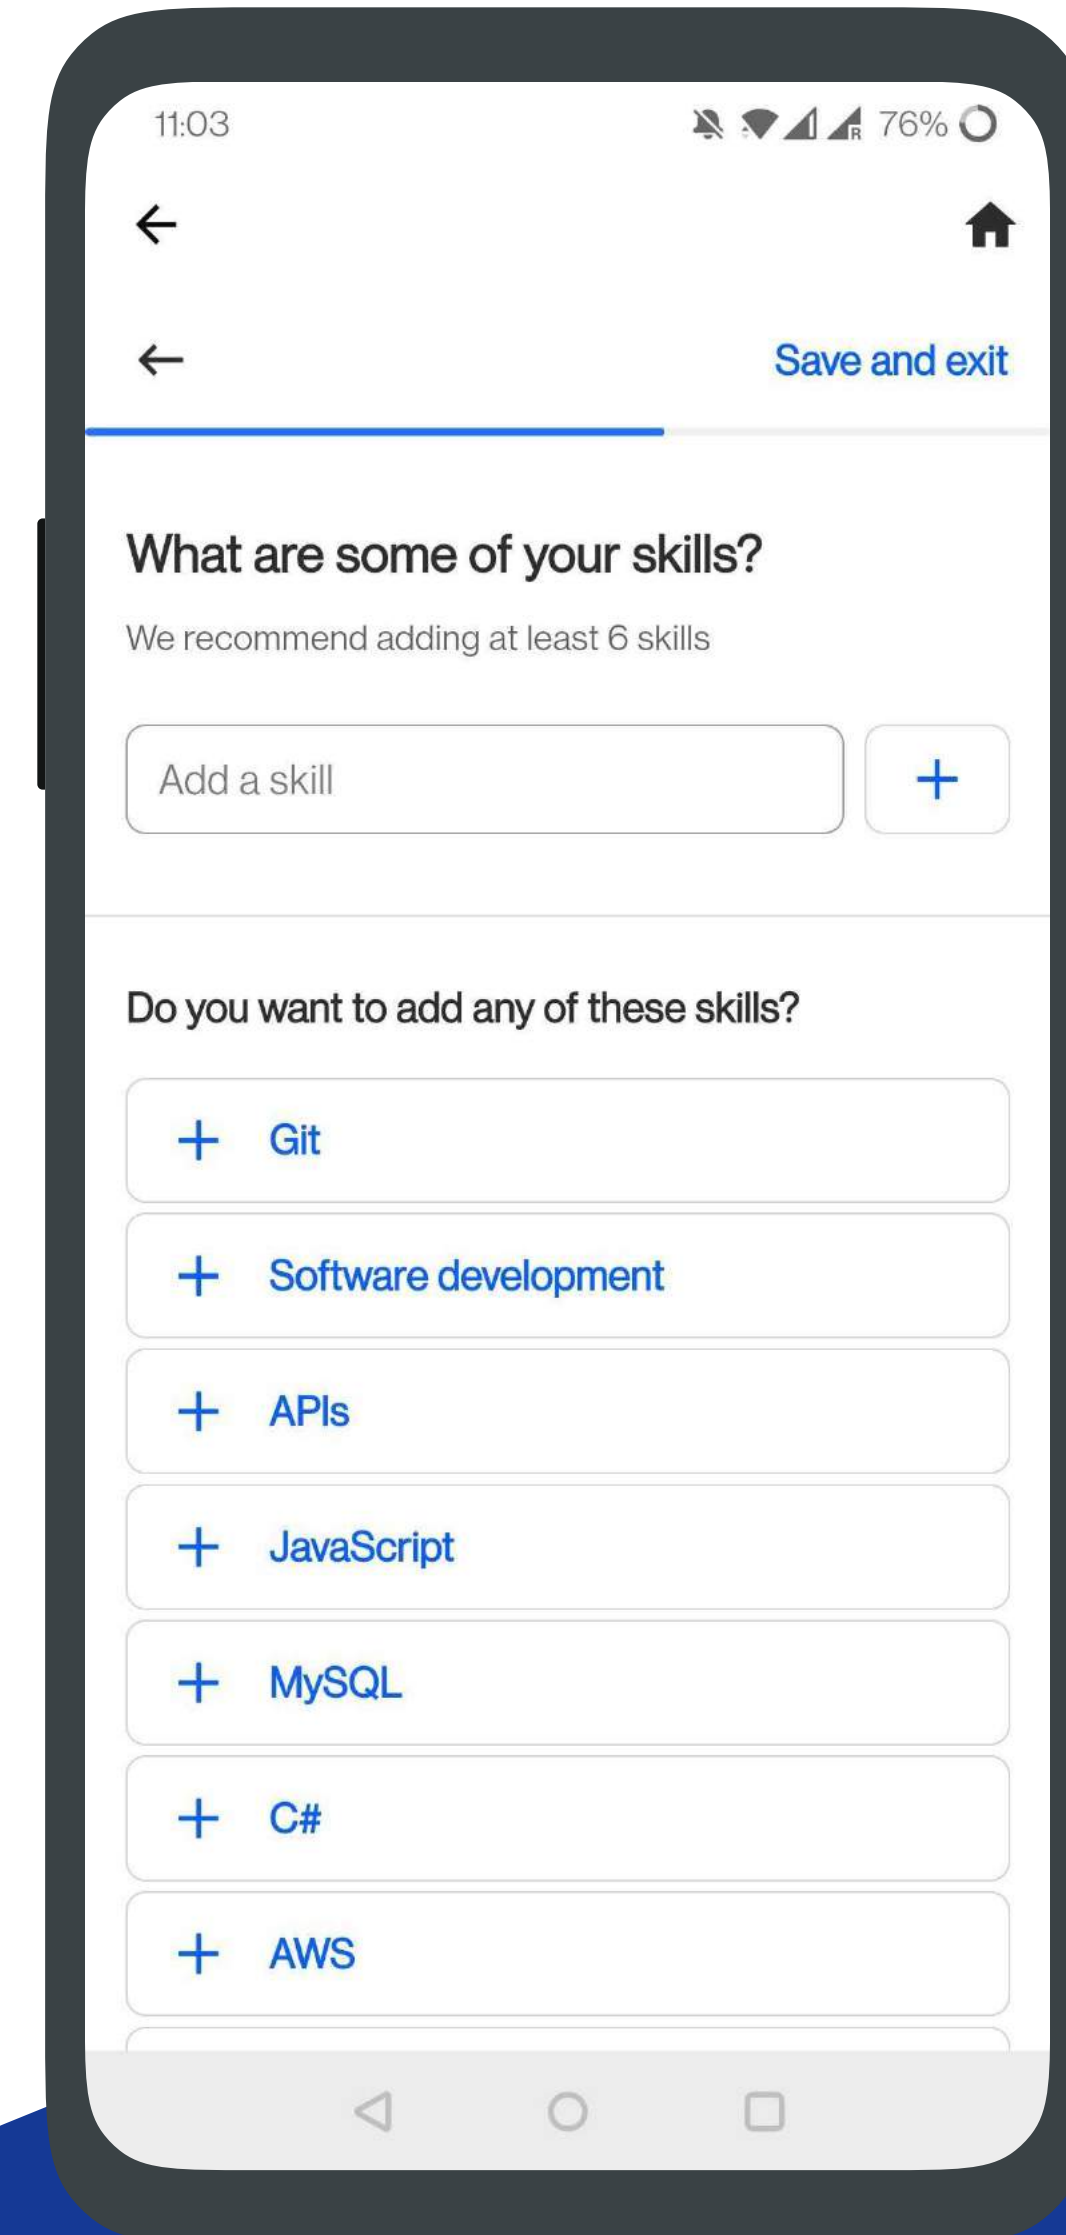 11:03
R 76%
Save and exit
What are some of your skills?
We recommend adding at least 6 skills
Add a skill
Do you want to add any of these skills?
Git
Software development
APIs
JavaScript
MySQL
C#
AWS